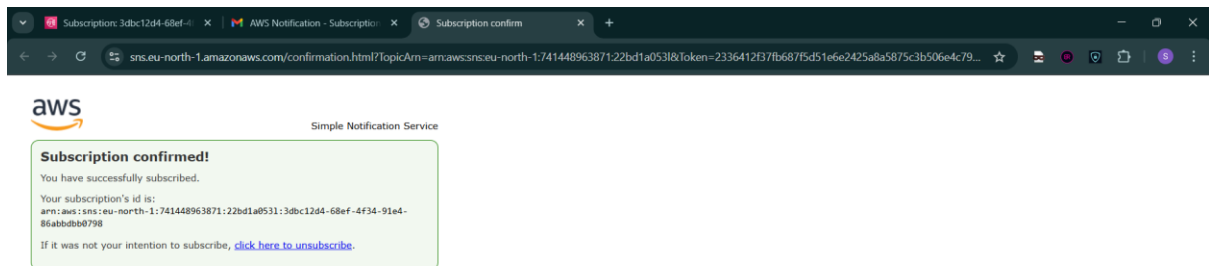 Subscription: 3dbc12d4-68ef-4
AWS Notification - Subscription
Subscription confirm
sns.eu-north-1.amazonaws.com/confirmation.html?TopicArn=arn:aws:sns:eu-north-1:741448963871:22bd1a053l&Token=2336412f37fb687f5d51e6e2425a8a5875c3b506e4c79...
S
aws
Simple Notification Service
Subscription confirmed!
You have successfully subscribed.
Your subscription's id is:
arn:aws:sns:eu-north-1:741448963871:22bd1a053l:3dbc12d4-68ef-4f34-91e4-
86abbdbb0798
If it was not your intention to subscribe, click here to unsubscribe.